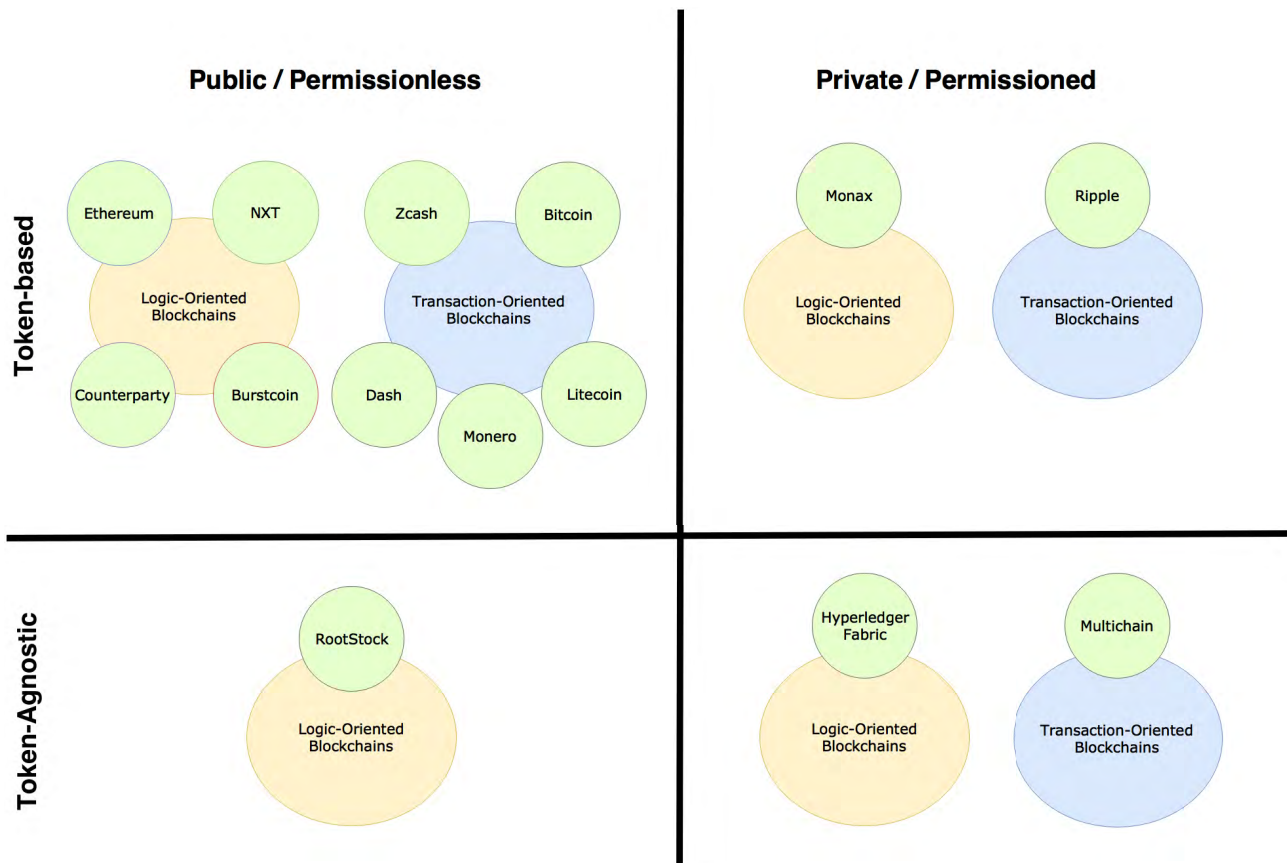 Public / Permissionless
Private / Permissioned
Token-based
Ethereum
NXT
Logic-Oriented
Blockchains
Counterparty
Burstcoin
Zcash
Bitcoin
Transaction-Oriented
Blockchains
Dash
Monero
Litecoin
Monax
Logic-Oriented
Blockchains
Ripple
Transaction-Oriented
Blockchains
Token-Agnostic
RootStock
Logic-Oriented
Blockchains
Hyperledger
Fabric
Logic-Oriented
Blockchains
Multichain
Transaction-Oriented
Blockchains